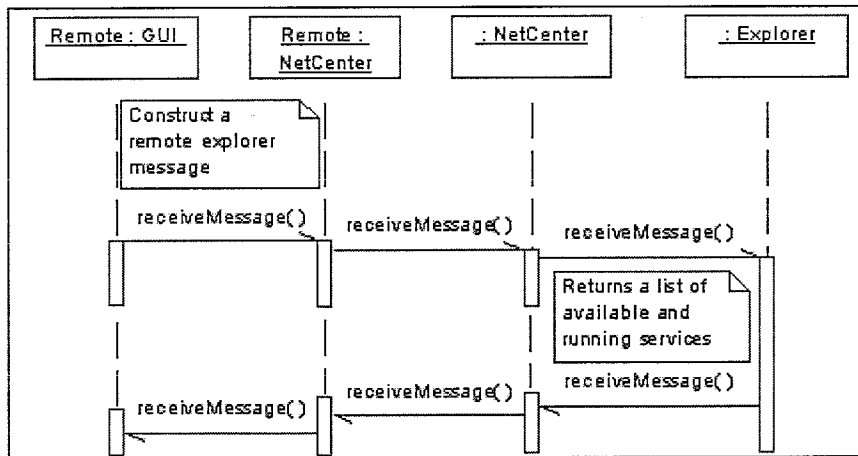 Remote : GUI
Remote :
NetCenter
: NetCenter
: Explorer
Construct a
remote explorer
message
receiveMessage()
receiveMessage()
receiveMessage()
Returns a list of
available and
running services
receiveMessage()
receiveMessage()
receiveMessage()